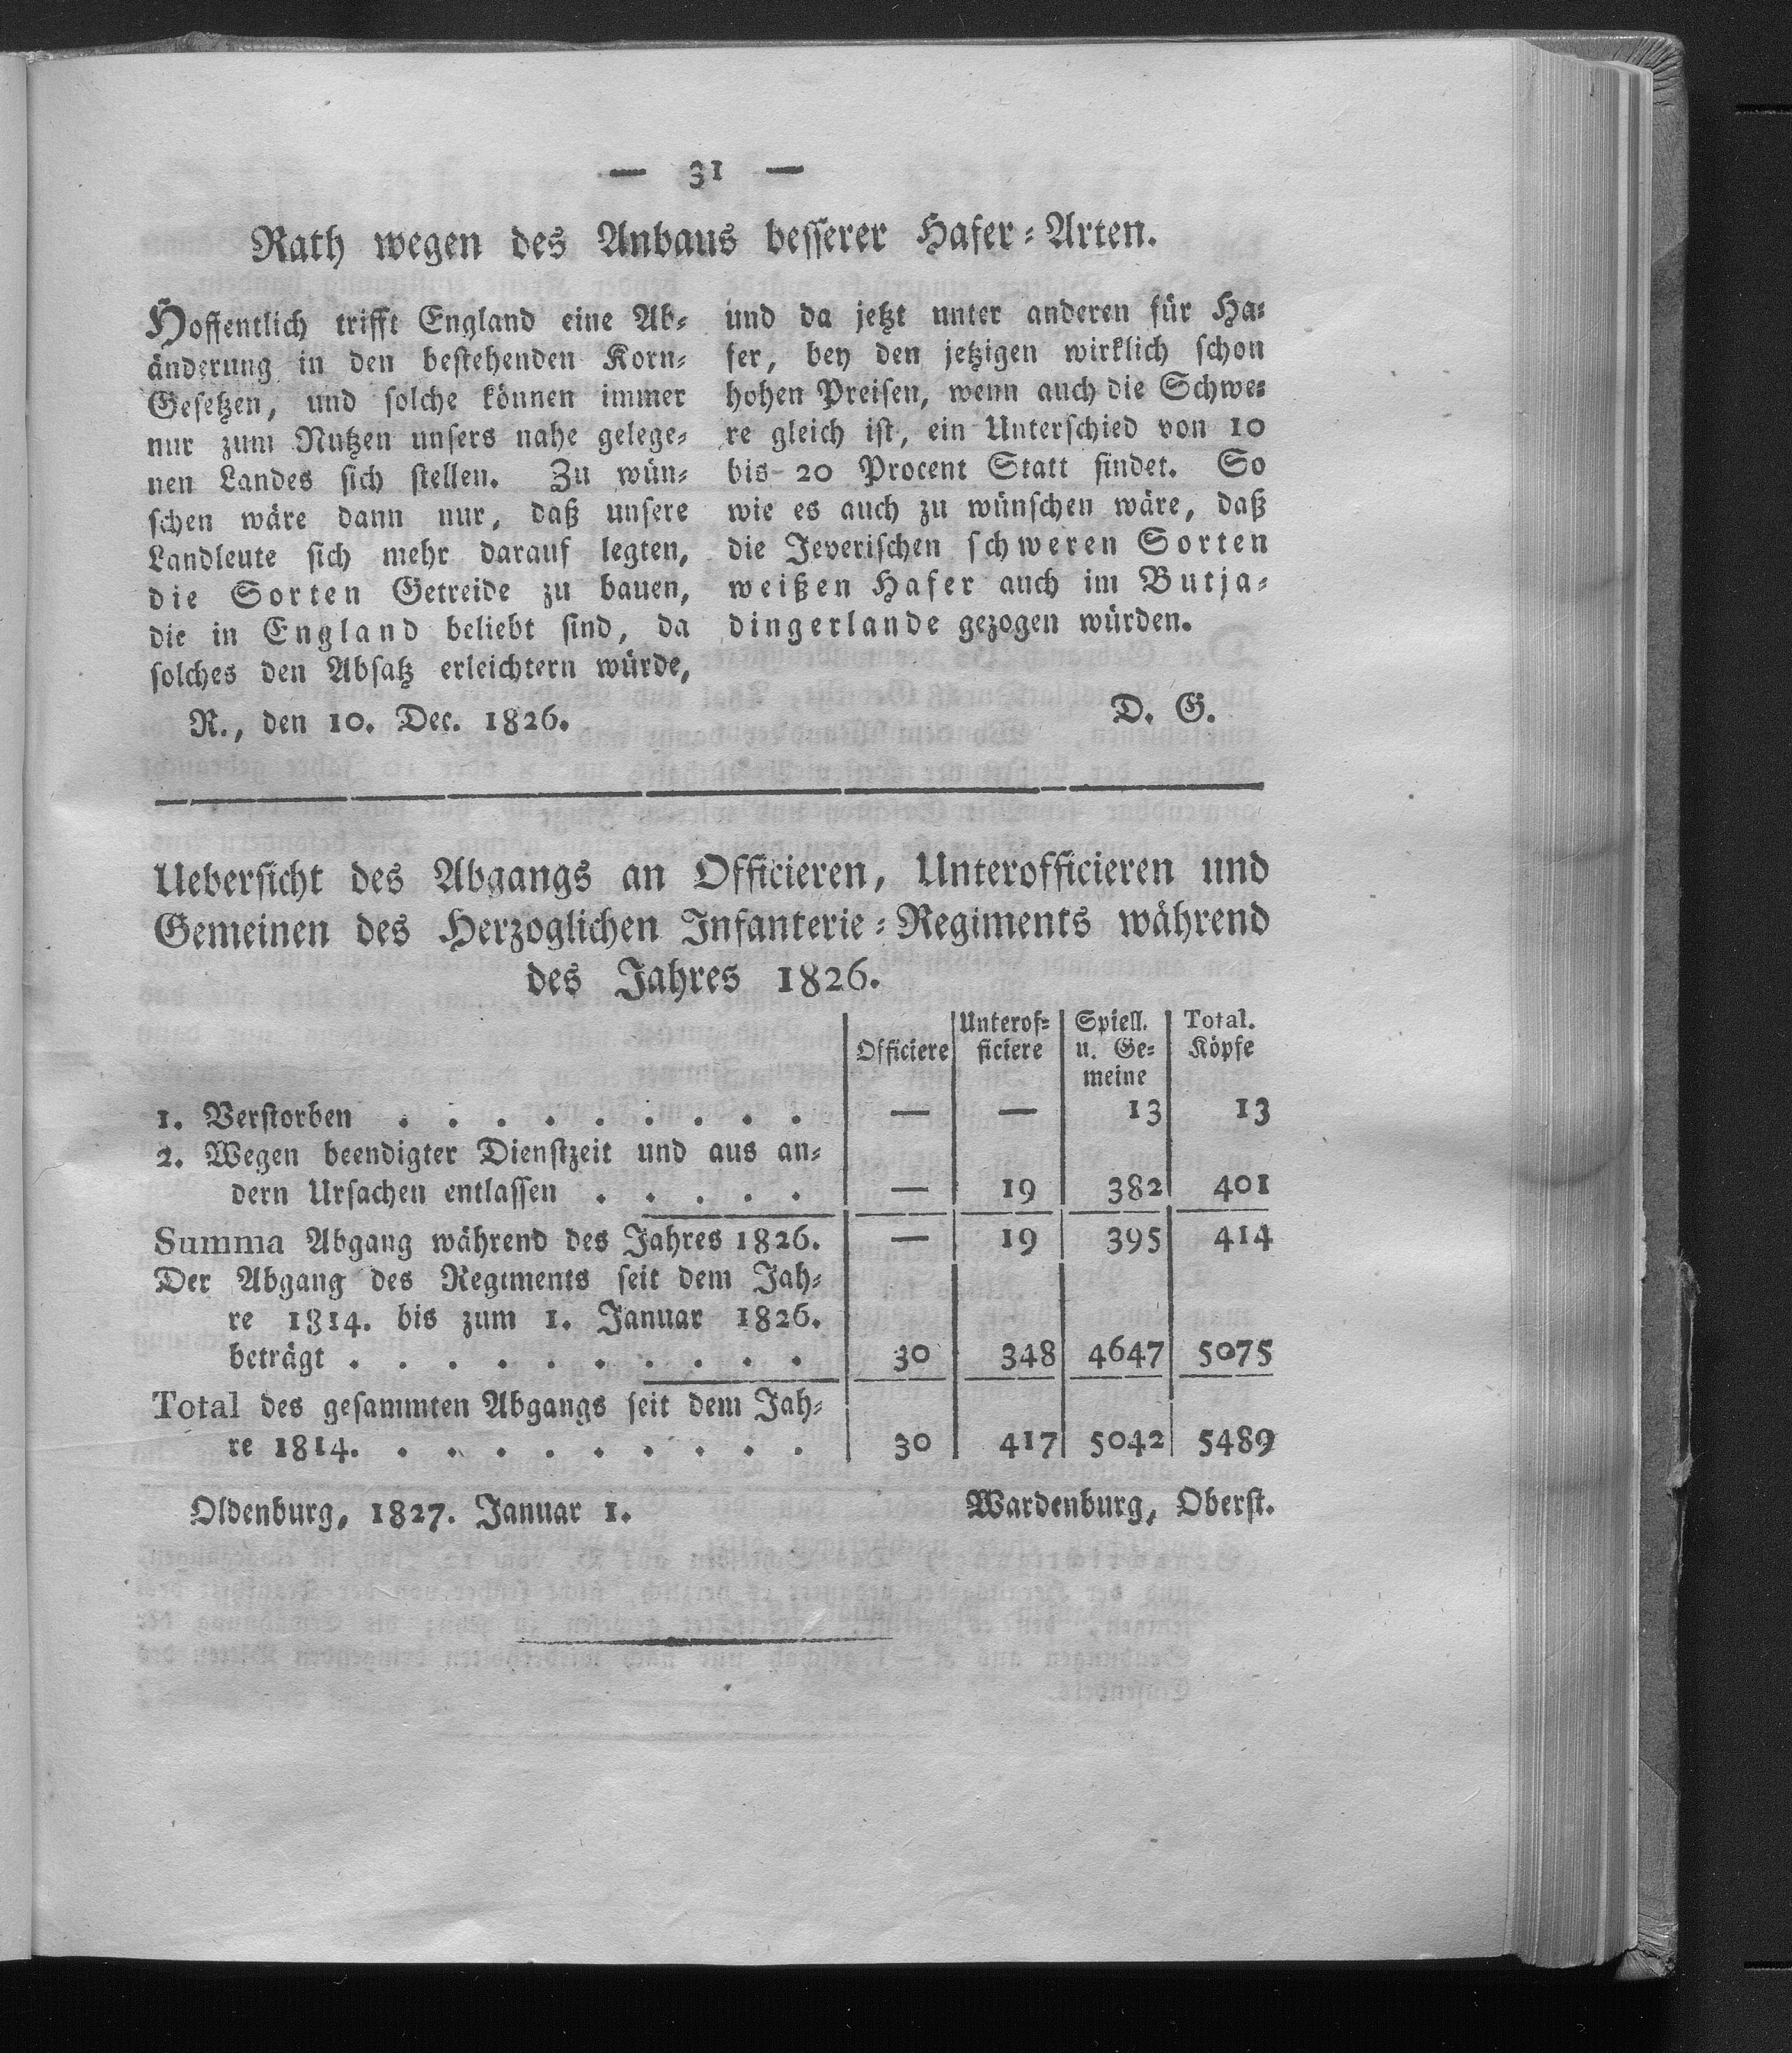 — 31 —
Rath wegen des Anbaus besserer Hafer-Arten.
Hoffentlich trifft England eine Ab-
änderung in den bestehenden Korn-
Gesetzen, und solche können immer
nur zum Nutzen unsers nahe gelege-
nen Landes sich stellen. Zu wün-
schen wäre dann nur, daß unsere
Landleute sich mehr darauf legten,
die Sorten Getreide zu bauen,
die in England beliebt sind, da
solches den Absatz erleichtern würde,
und da jetzt unter anderen für Ha-
fer, bey den jetzigen wirklich schon
hohen Preisen, wenn auch die Schwe-
re gleich ist, ein Unterschied von 10
bis 20 Procent Statt findet. So
wie es auch zu wünschen wäre, daß
die Jeverischen schweren Sorten
weißen Hafer auch im Butja-
dingerlande gezogen würden.
R., den 10. Dec. 1826. D. G.
Uebersicht des Abgangs an Officieren, Unterofficieren und
Gemeinen des Herzoglichen Infanterie-Regiments während
des Jahres 1826.
Officiere Unterof- Spiell. Total.
ficiere u. Ge- Köpfe
meine
1. Verstorben . . . . . . . . . — — 13 13
2. Wegen beendigter Dienstzeit und aus an-
dern Ursachen entlassen . . . . . — 19 382 401
Summa Abgang während des Jahres 1826. — 19 395 414
Der Abgang des Regiments seit dem Jah-
re 1814. bis zum 1. Januar 1826.
beträgt . . . . . . . . . . 30 348 4647 5075
Total des gesammten Abgangs seit dem Jah-
re 1814. . . . . . . . . . 30 417 5042 5489
Oldenburg, 1827. Januar 1. Wardenburg, Oberst.